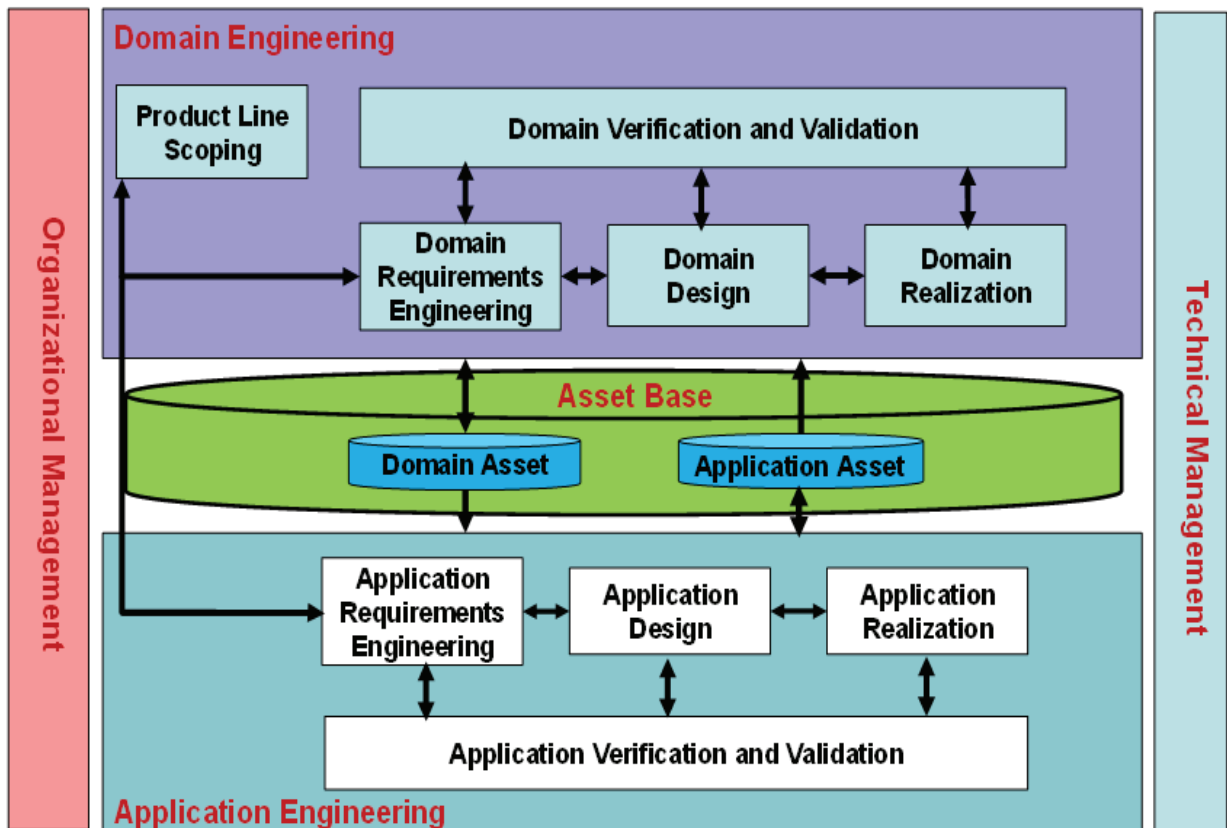 Organizational Management
Domain Engineering
Product Line
Scoping
Domain Verification and Validation
Domain
Requirements
Engineering
Domain
Design
Domain
Realization
Asset Base
Domain Asset
Application Asset
Application
Requirements
Engineering
Application
Design
Application
Realization
Application Verification and Validation
Application Engineering
Technical Management